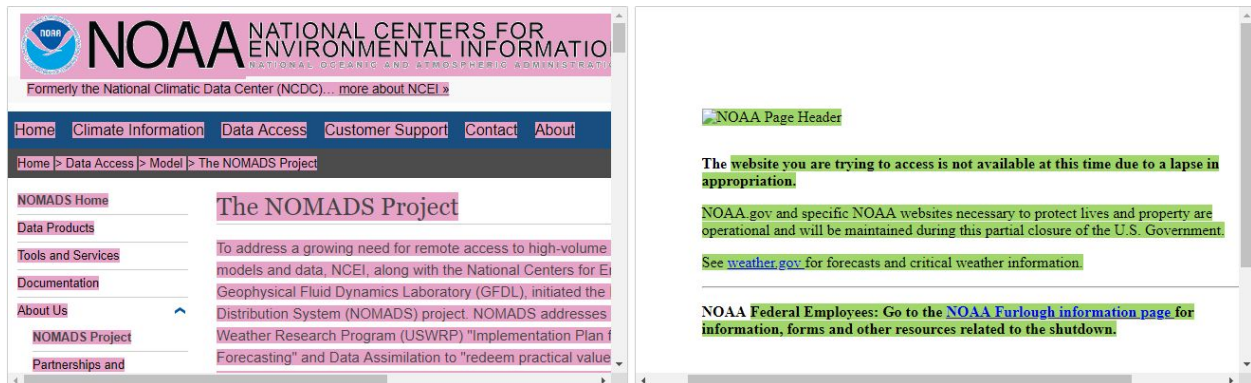 NOAA
NATIONAL CENTERS FOR
ENVIRONMENTAL INFORMATIO
NATIONAL OCEANIC AND ATMOSPHERIC ADMINISTRATI
Formerly the National Climatic Data Center (NCDC)... more about NCEI »
Home Climate Information Data Access Customer Support Contact About
Home > Data Access > Model > The NOMADS Project
NOMADS Home
Data Products
Tools and Services
Documentation
About Us
NOMADS Project
Partnerships and
The NOMADS Project
To address a growing need for remote access to high-volume
models and data, NCEI, along with the National Centers for E
Geophysical Fluid Dynamics Laboratory (GFDL), initiated the
Distribution System (NOMADS) project. NOMADS addresses
Weather Research Program (USWRP) "Implementation Plan f
Forecasting" and Data Assimilation to "redeem practical value
NOAA Page Header
The website you are trying to access is not available at this time due to a lapse in
appropriation.
NOAA.gov and specific NOAA websites necessary to protect lives and property are
operational and will be maintained during this partial closure of the U.S. Government.
See weather.gov for forecasts and critical weather information.
NOAA Federal Employees: Go to the NOAA Furlough information page for
information, forms and other resources related to the shutdown.